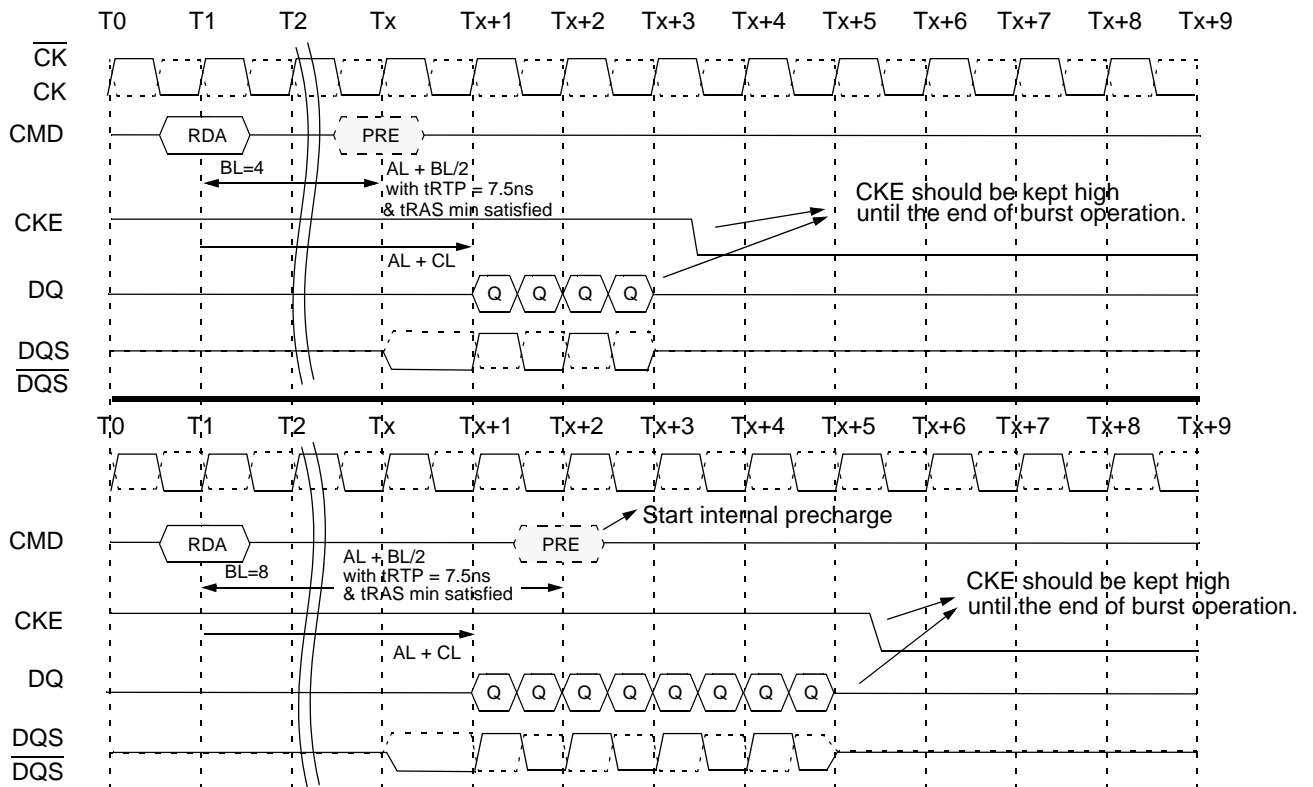 T0 T1 T2 Tx Tx+1 Tx+2 Tx+3 Tx+4 Tx+5 Tx+6 Tx+7 Tx+8 Tx+9
CK
CK
CMD RDA PRE
BL=4 AL + BL/2
with tRTP = 7.5ns
& tRAS min satisfied
CKE should be kept high
until the end of burst operation.
CKE
AL + CL
DQ Q Q Q Q
DQS
DQS
T0 T1 T2 Tx Tx+1 Tx+2 Tx+3 Tx+4 Tx+5 Tx+6 Tx+7 Tx+8 Tx+9
Start internal precharge
CMD RDA PRE
BL=8 AL + BL/2
with tRTP = 7.5ns
& tRAS min satisfied
CKE should be kept high
until the end of burst operation.
CKE
AL + CL
DQ Q Q Q Q Q Q Q Q
DQS
DQS